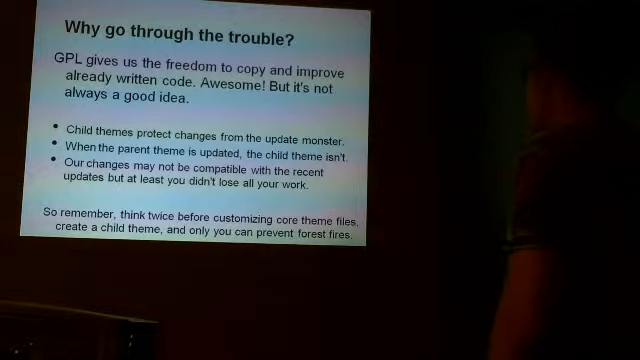 Why go through the trouble?
GPL gives us the freedom to copy and improve
already written code. Awesome! But it's not
always a good idea.
• Child themes protect changes from the update monster.
• When the parent theme is updated, the child theme isn't.
• Our changes may not be compatible with the recent
updates but at least you didn't lose all your work.
So remember, think twice before customizing core theme files,
create a child theme, and only you can prevent forest fires.